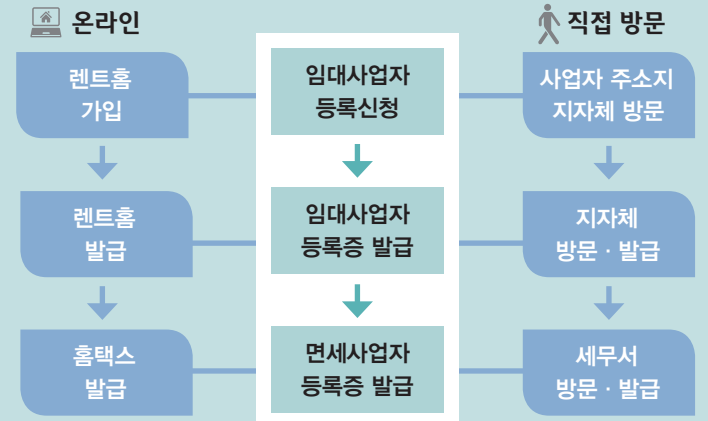 온라인
직접 방문
렌트홈
가입
임대사업자
등록신청
사업자 주소지
지자체 방문
렌트홈
발급
임대사업자
등록증 발급
지자체
방문 · 발급
홈택스
발급
면세사업자
등록증 발급
세무서
방문 · 발급